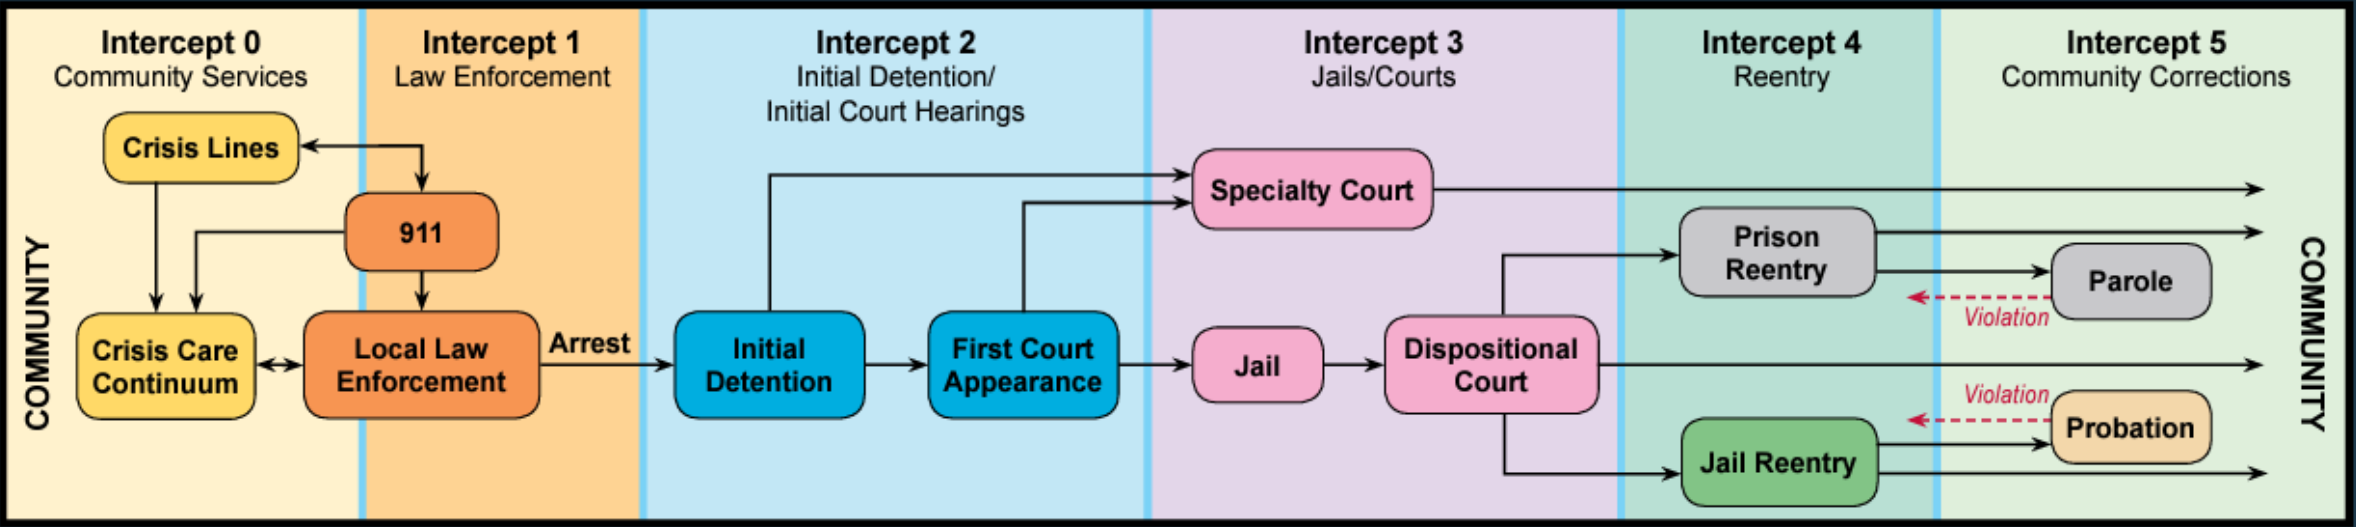 Intercept 0
Community Services
Intercept 1
Law Enforcement
Intercept 2
Initial Detention/
Initial Court Hearings
Intercept 3
Jails/Courts
Intercept 4
Reentry
Intercept 5
Community Corrections
COMMUNITY
Crisis Lines
911
Crisis Care
Continuum
Local Law
Enforcement
Arrest
Initial
Detention
First Court
Appearance
Specialty Court
Jail
Dispositional
Court
Prison
Reentry
Parole
Violation
Violation
Probation
Jail Reentry
COMMUNITY